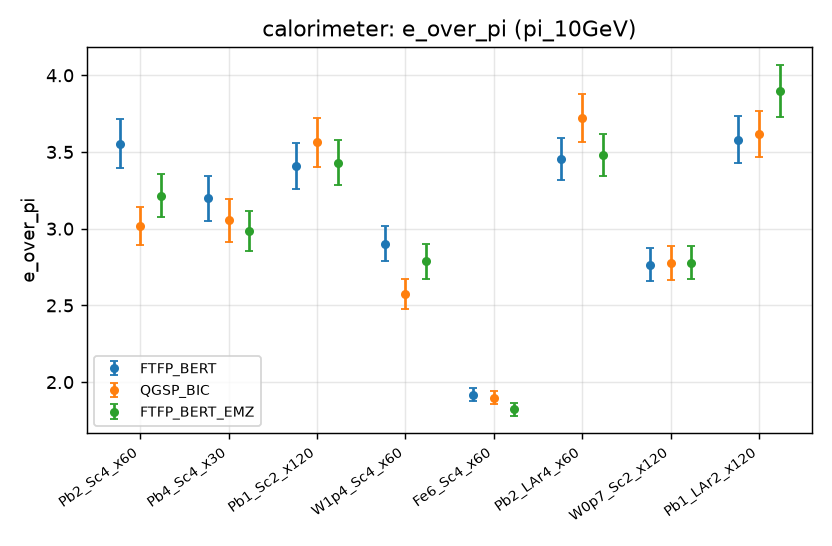 calorimeter: e_over_pi (pi_10GeV)
e_over_pi
4.0
3.5
3.0
2.5
2.0
FTFP_BERT
QGSP_BIC
FTFP_BERT_EMZ
Pb2_Sc4_x60
Pb4_Sc4_x30
Pb1_Sc2_x120
W1p4_Sc4_x60
Fe6_Sc4_x60
Pb2_LAr4_x60
W0p7_Sc2_x120
Pb1_LAr2_x120